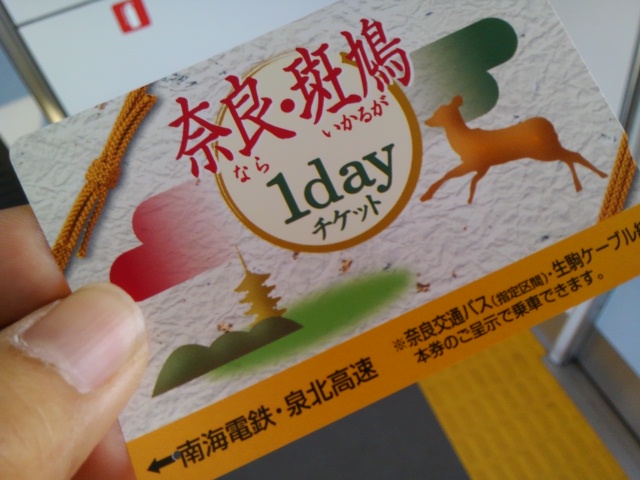 奈良・斑鳩
なら いかるが
1day
チケット
※奈良交通バス(指定区間)・生駒ケーブル
本券のご呈示で乗車できます。
←南海電鉄・泉北高速